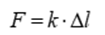 F = k · Δl